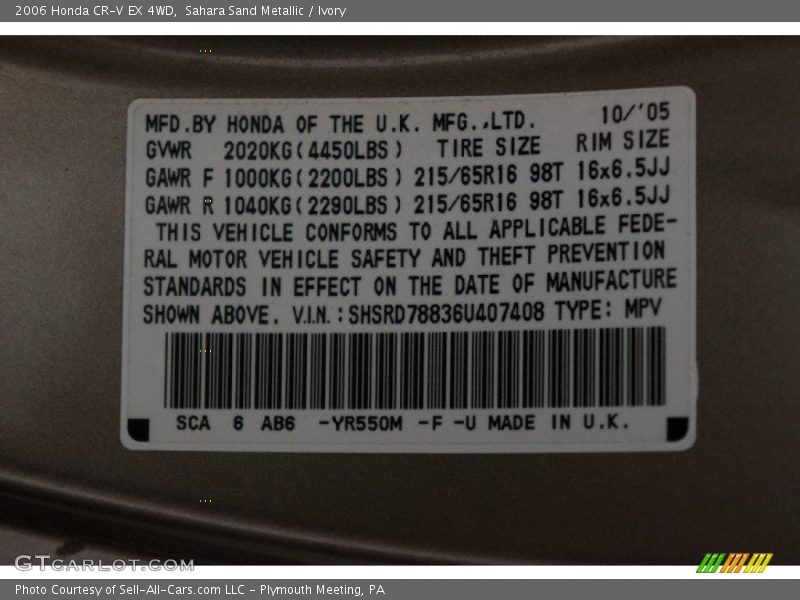 2006 Honda CR-V EX 4WD, Sahara Sand Metallic / Ivory
MFD.BY HONDA OF THE U.K. MFG.,LTD. 10/'05
GVWR 2020KG(4450LBS) TIRE SIZE RIM SIZE
GAWR F 1000KG(2200LBS) 215/65R16 98T 16x6.5JJ
GAWR R 1040KG(2290LBS) 215/65R16 98T 16x6.5JJ
THIS VEHICLE CONFORMS TO ALL APPLICABLE FEDE-
RAL MOTOR VEHICLE SAFETY AND THEFT PREVENTION
STANDARDS IN EFFECT ON THE DATE OF MANUFACTURE
SHOWN ABOVE. V.I.N.:SHSRD78836U407408 TYPE: MPV
SCA 6 AB6 -YR550M -F -U MADE IN U.K.
GTCARLOT.COM
Photo Courtesy of Sell-All-Cars.com LLC - Plymouth Meeting, PA